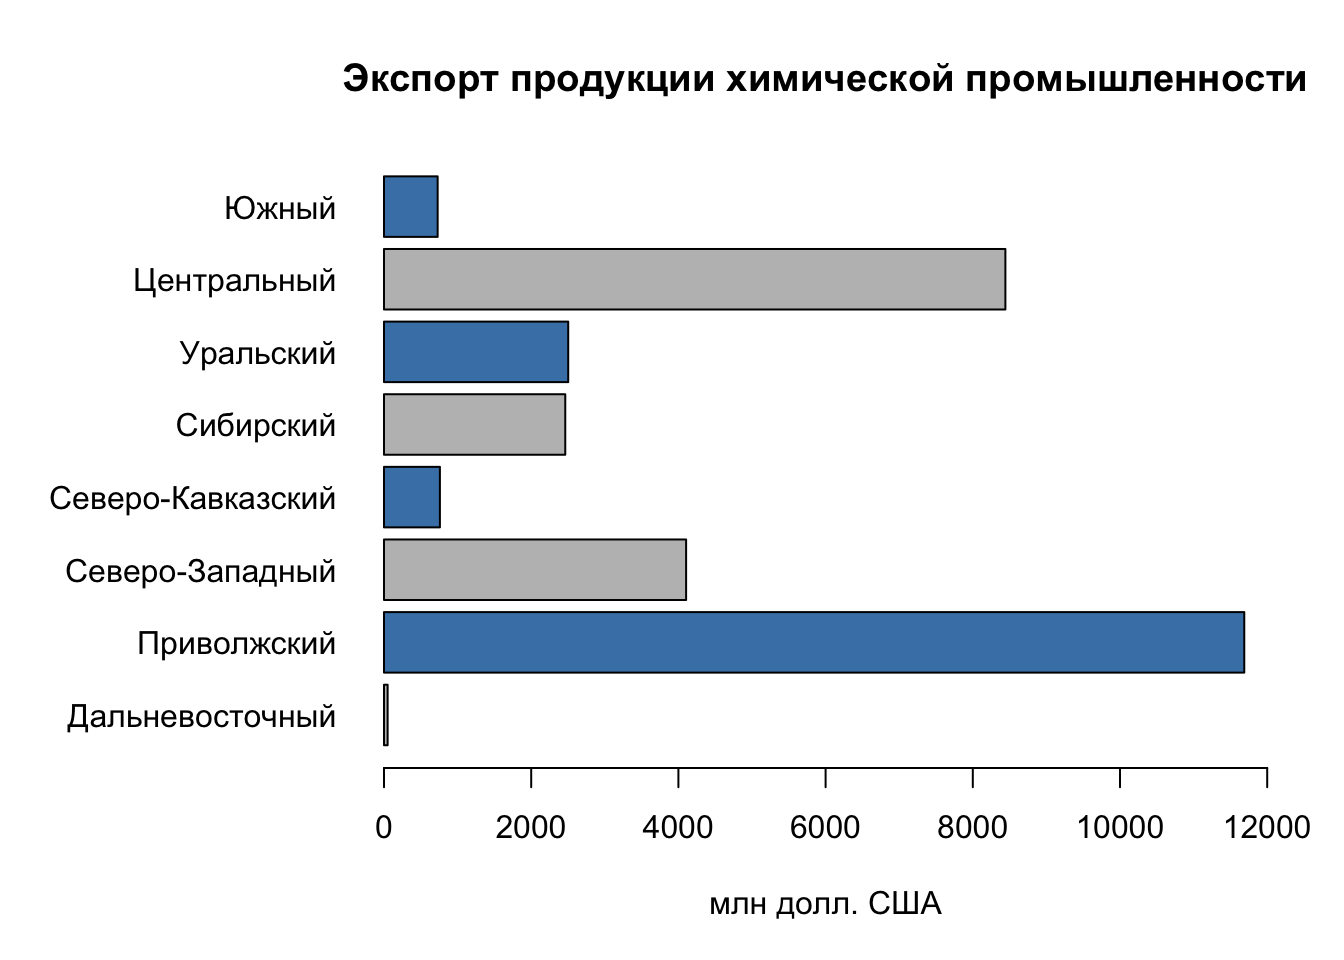 Экспорт продукции химической промышленности
Южный
Центральный
Уральский
Сибирский
Северо-Кавказский
Северо-Западный
Приволжский
Дальневосточный
0 2000 4000 6000 8000 10000 12000
млн долл. США